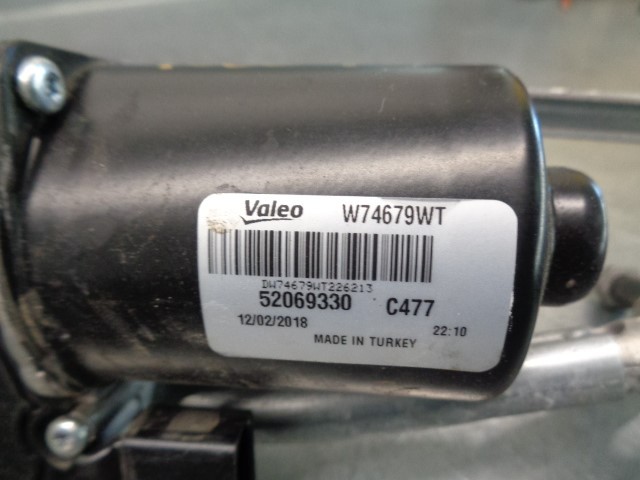 Valeo W74679WT
DW74679WT226213
52069330 C477
12/02/2018 22:10
MADE IN TURKEY